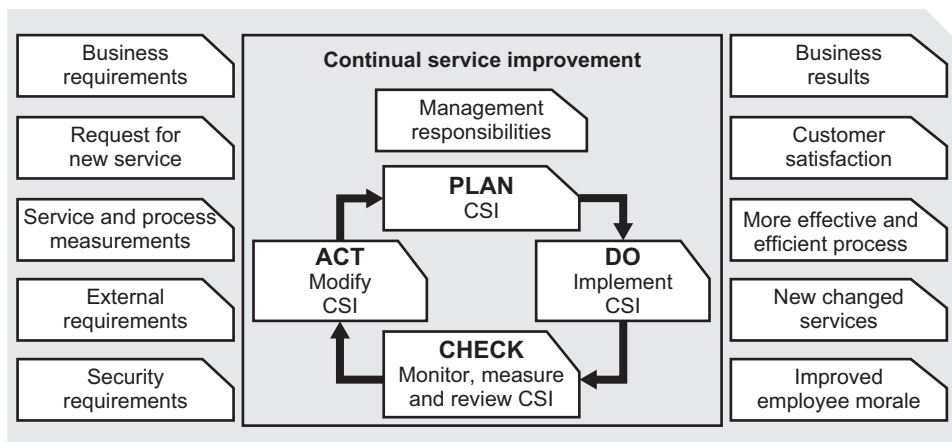 Business
requirements
Request for
new service
Service and process
measurements
External
requirements
Security
requirements
Continual service improvement
Management
responsibilities
PLAN
CSI
ACT
Modify
CSI
DO
Implement
CSI
CHECK
Monitor, measure
and review CSI
Business
results
Customer
satisfaction
More effective and
efficient process
New changed
services
Improved
employee morale